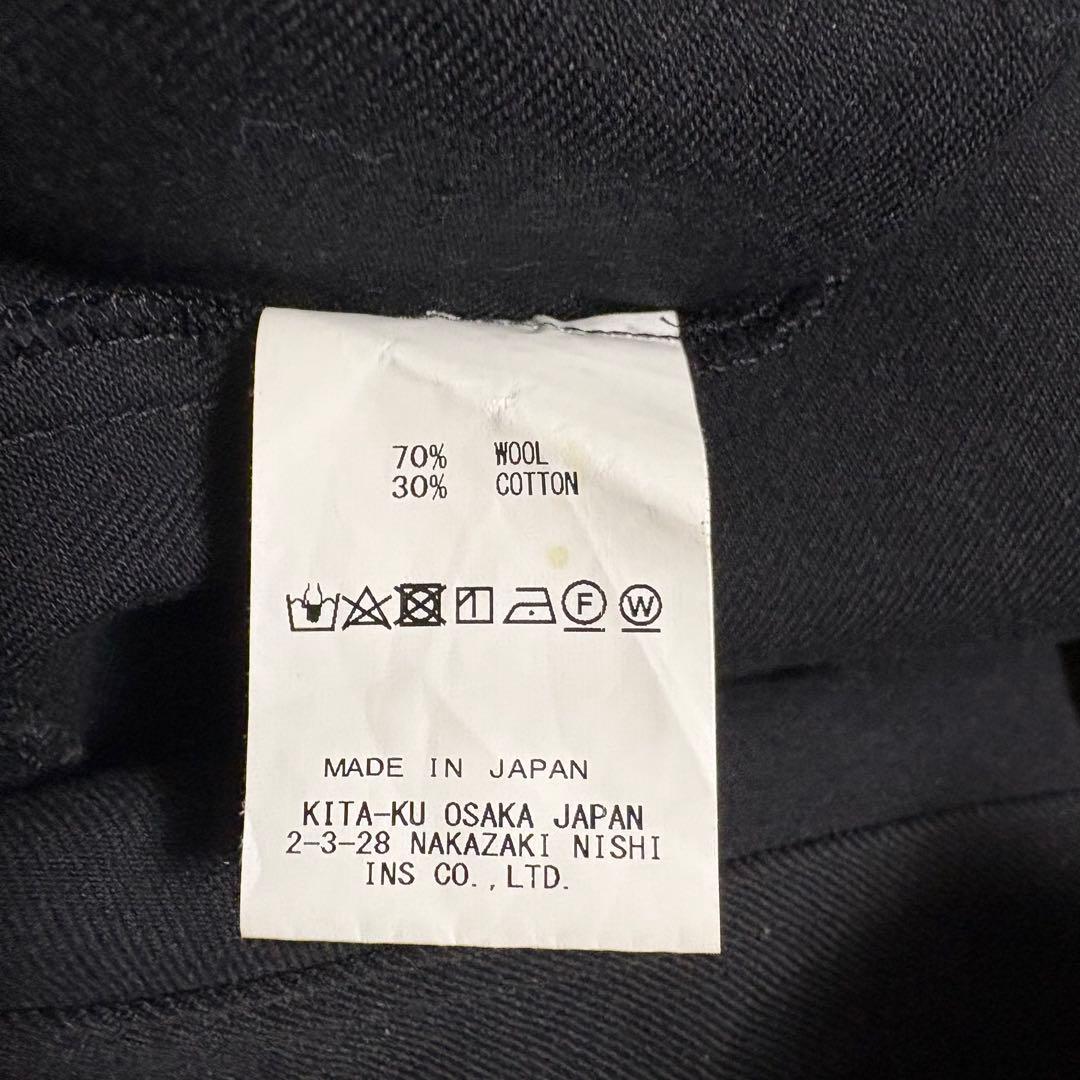 70% WOOL
30% COTTON
F W
MADE IN JAPAN
KITA-KU OSAKA JAPAN
2-3-28 NAKAZAKI NISHI
INS CO.,LTD.